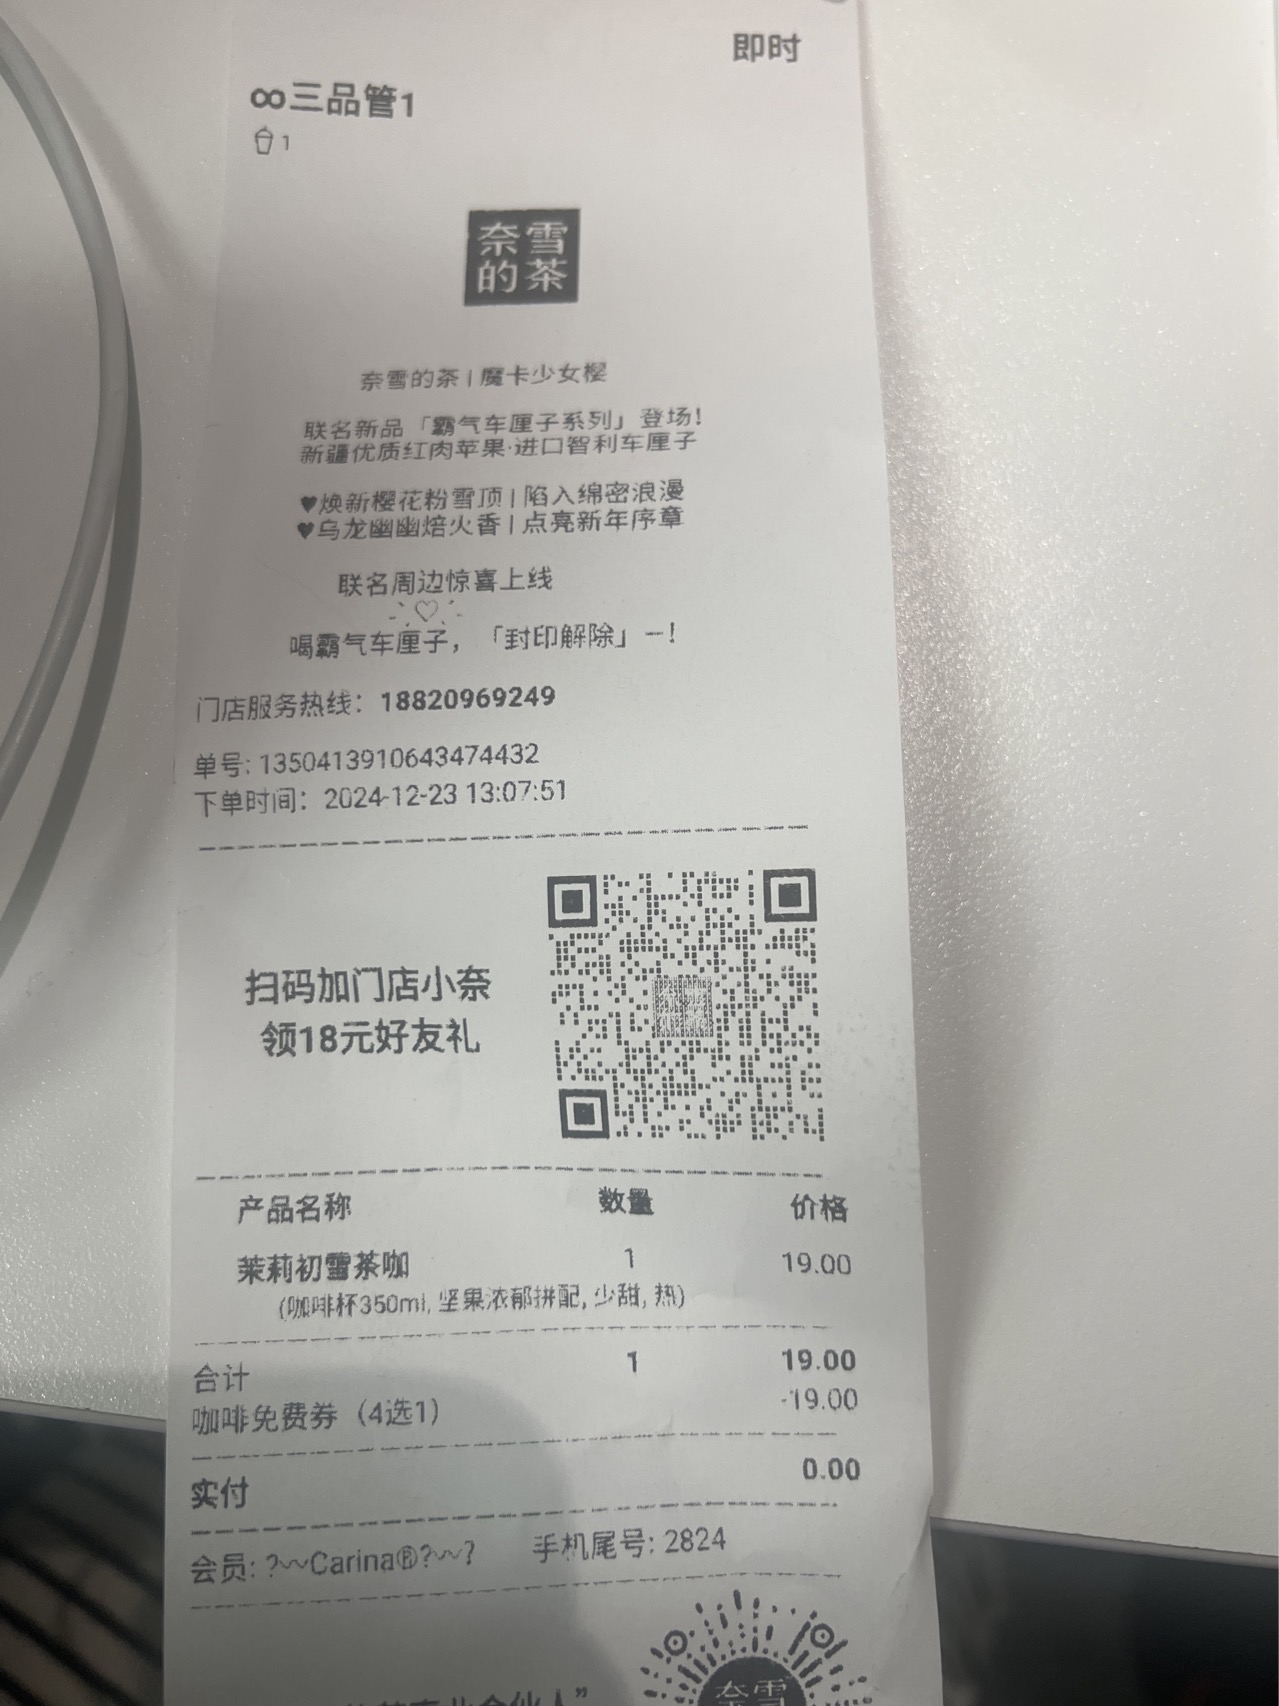 即时
∞三品管1
1
奈雪
的茶
奈雪的茶 | 魔卡少女樱
联名新品「霸气车厘子系列」登场!
新疆优质红肉苹果·进口智利车厘子
♥焕新樱花粉雪顶 | 陷入绵密浪漫
♥乌龙幽幽焙火香 | 点亮新年序章
联名周边惊喜上线
喝霸气车厘子,「封印解除」~!
门店服务热线: 18820969249
单号: 1350413910643474432
下单时间: 2024-12-23 13:07:51
扫码加门店小奈
领18元好友礼
产品名称 数量 价格
茉莉初雪茶咖 1 19.00
(咖啡杯350ml, 坚果浓郁拼配, 少甜, 热)
合计 1 19.00
咖啡免费券(4选1) -19.00
实付 0.00
会员: ?~Carina®?~? 手机尾号: 2824
奈雪